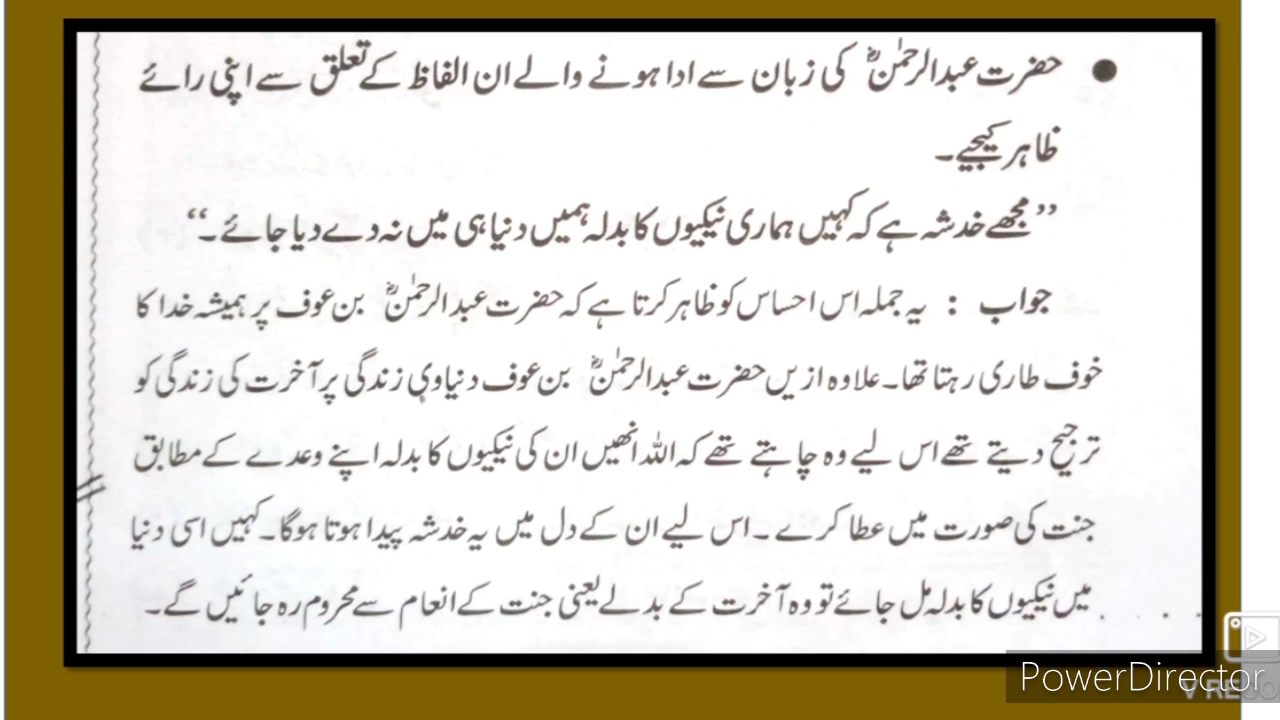 ● حضرت عبدالرحمٰنؓ کی زبان سے ادا ہونے والے ان الفاظ کے تعلق سے اپنی رائے
ظاہر کیجیے۔
’’مجھے خدشہ ہے کہ کہیں ہماری نیکیوں کا بدلہ ہمیں دنیا ہی میں نہ دے دیا جائے۔‘‘
جواب : یہ جملہ اس احساس کو ظاہر کرتا ہے کہ حضرت عبدالرحمٰنؓ بن عوف پر ہمیشہ خدا کا
خوف طاری رہتا تھا۔ علاوہ ازیں حضرت عبدالرحمٰنؓ بن عوف دنیاوی زندگی پر آخرت کی زندگی کو
ترجیح دیتے تھے اس لیے وہ چاہتے تھے کہ اللہ انھیں ان کی نیکیوں کا بدلہ اپنے وعدے کے مطابق
جنت کی صورت میں عطا کرے۔ اس لیے ان کے دل میں یہ خدشہ پیدا ہوتا ہوگا۔ کہیں اسی دنیا
میں نیکیوں کا بدلہ مل جائے تو وہ آخرت کے بدلے یعنی جنت کے انعام سے محروم رہ جائیں گے۔
PowerDirector